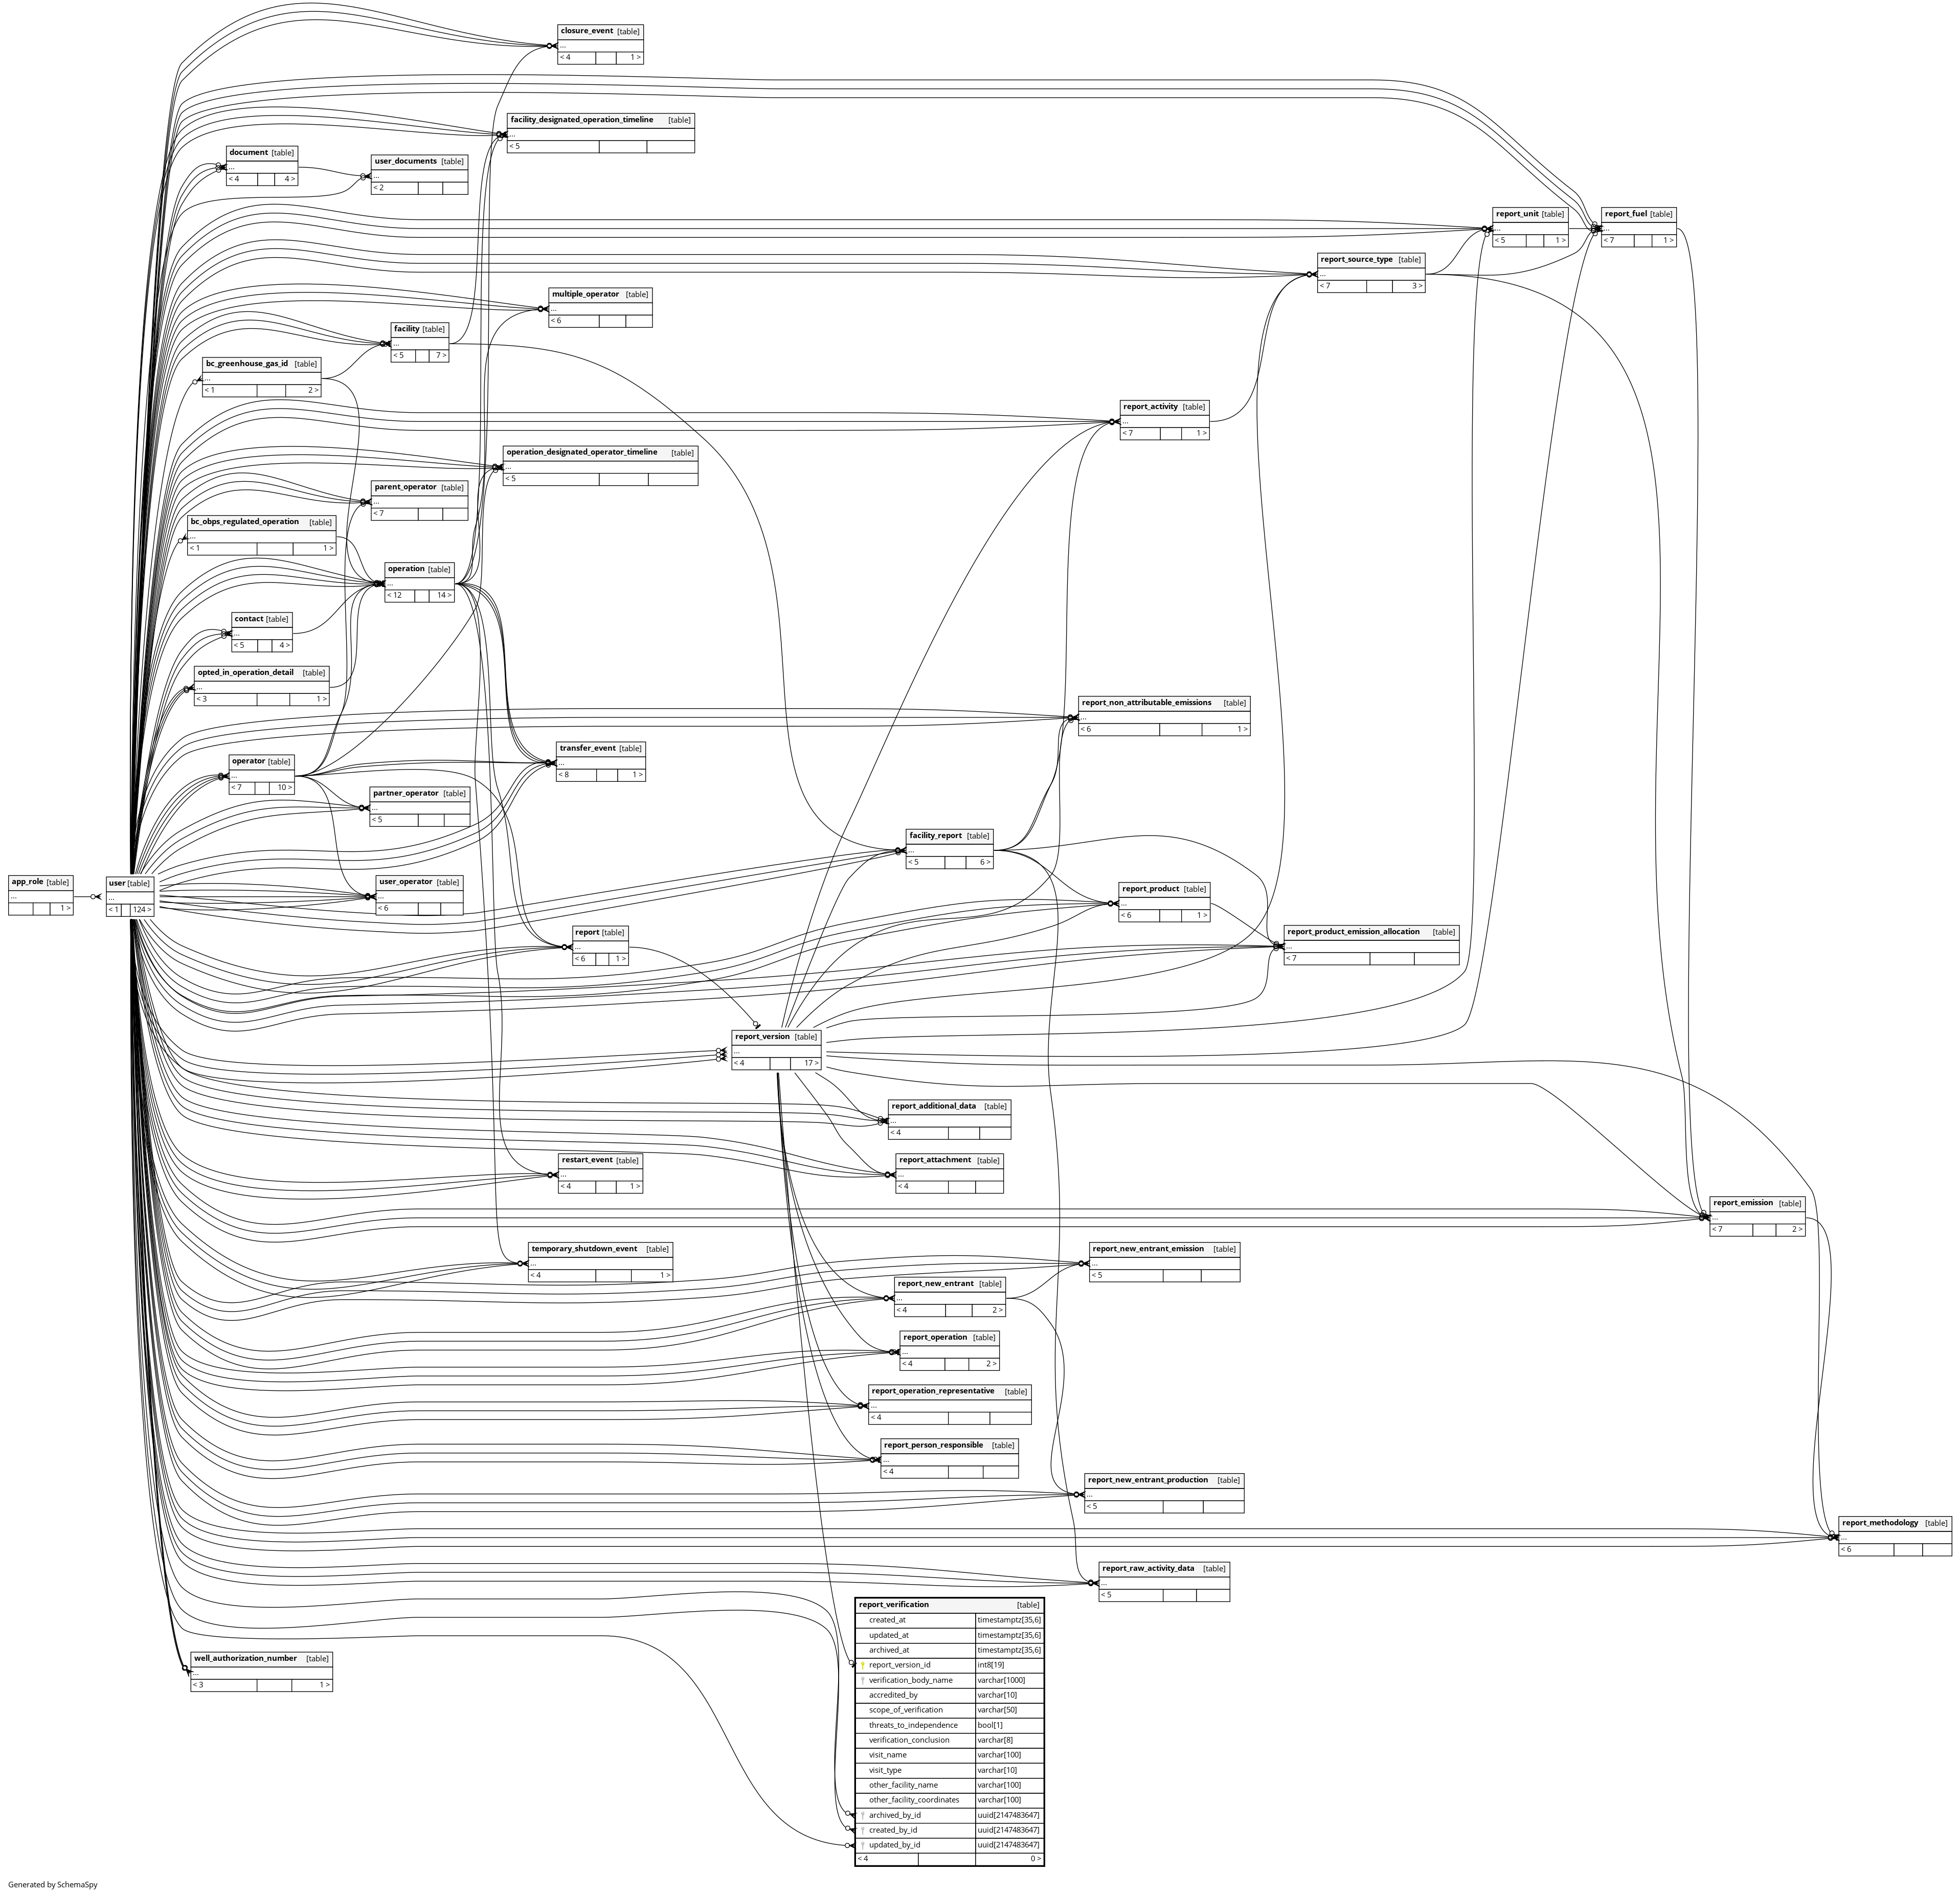 closure_event [table]
...
< 4 1 >
facility_designated_operation_timeline [table]
...
< 5
document [table]
...
< 4 4 >
user_documents [table]
...
< 2
report_unit [table]
...
< 5 1 >
report_fuel [table]
...
< 7 1 >
report_source_type [table]
...
< 7 3 >
multiple_operator [table]
...
< 6
facility [table]
...
< 5 7 >
bc_greenhouse_gas_id [table]
...
< 1 2 >
report_activity [table]
...
< 7 1 >
operation_designated_operator_timeline [table]
...
< 5
parent_operator [table]
...
< 7
bc_obps_regulated_operation [table]
...
< 1 1 >
operation [table]
...
< 12 14 >
contact [table]
...
< 5 4 >
opted_in_operation_detail [table]
...
< 3 1 >
report_non_attributable_emissions [table]
...
< 6 1 >
transfer_event [table]
...
< 8 1 >
operator [table]
...
< 7 10 >
partner_operator [table]
...
< 5
facility_report [table]
...
< 5 6 >
app_role [table]
...
1 >
user [table]
...
< 1 124 >
user_operator [table]
...
< 6
report_product [table]
...
< 6 1 >
report [table]
...
< 6 1 >
report_product_emission_allocation [table]
...
< 7
report_version [table]
...
< 4 17 >
report_additional_data [table]
...
< 4
restart_event [table]
...
< 4 1 >
report_attachment [table]
...
< 4
report_emission [table]
...
< 7 2 >
temporary_shutdown_event [table]
...
< 4 1 >
report_new_entrant_emission [table]
...
< 5
report_new_entrant [table]
...
< 4 2 >
report_operation [table]
...
< 4 2 >
report_operation_representative [table]
...
< 4
report_person_responsible [table]
...
< 4
report_new_entrant_production [table]
...
< 5
report_methodology [table]
...
< 6
report_raw_activity_data [table]
...
< 5
well_authorization_number [table]
...
< 3 1 >
report_verification [table]
created_at timestamptz[35,6]
updated_at timestamptz[35,6]
archived_at timestamptz[35,6]
report_version_id int8[19]
verification_body_name varchar[1000]
accredited_by varchar[10]
scope_of_verification varchar[50]
threats_to_independence bool[1]
verification_conclusion varchar[8]
visit_name varchar[100]
visit_type varchar[10]
other_facility_name varchar[100]
other_facility_coordinates varchar[100]
archived_by_id uuid[2147483647]
created_by_id uuid[2147483647]
updated_by_id uuid[2147483647]
< 4 0 >
Generated by SchemaSpy